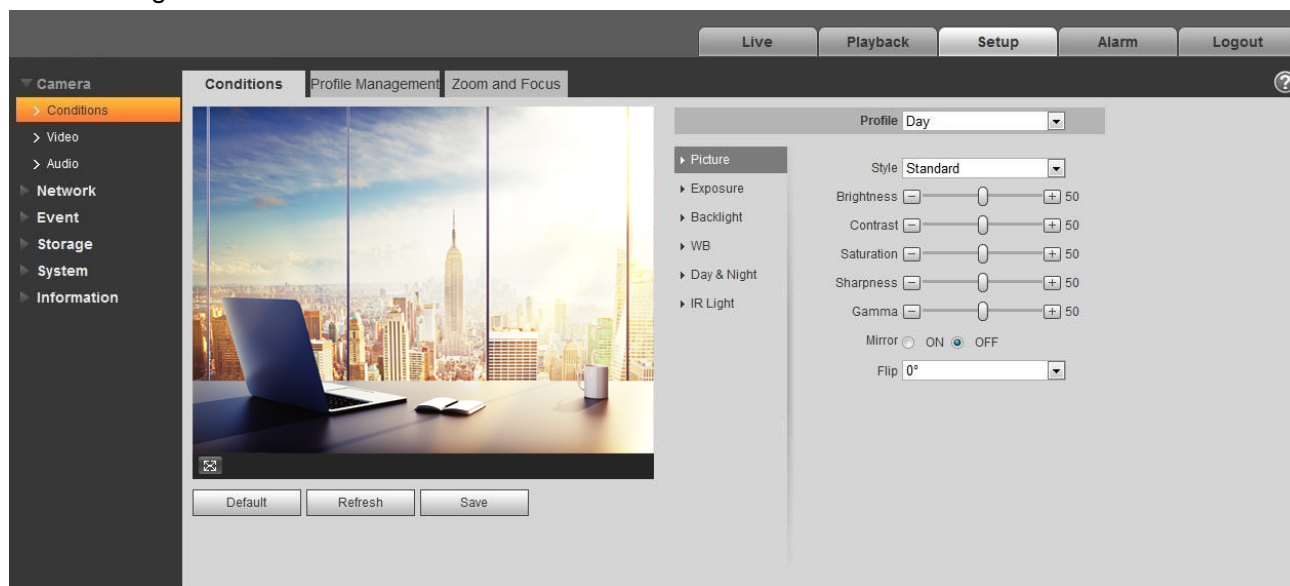 Live Playback Setup Alarm Logout
Camera
Conditions
Video
Audio
Network
Event
Storage
System
Information
Conditions Profile Management Zoom and Focus
?
Profile Day
Picture
Exposure
Backlight
WB
Day & Night
IR Light
Style Standard
Brightness - + 50
Contrast - + 50
Saturation - + 50
Sharpness - + 50
Gamma - + 50
Mirror ON OFF
Flip 0°
Default Refresh Save